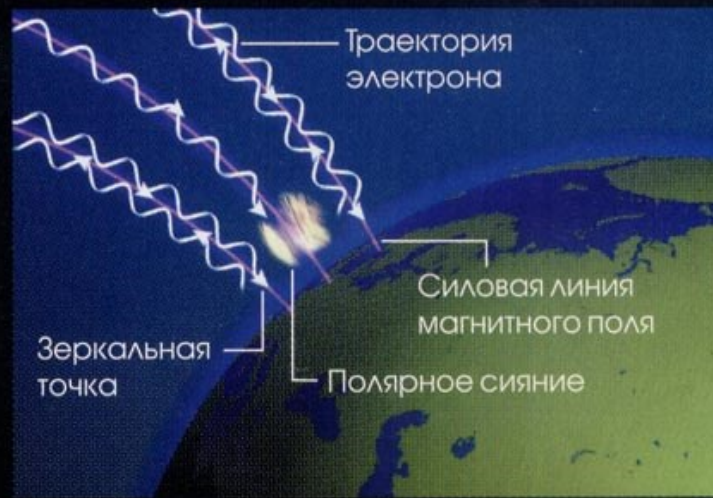 Траектория
электрона
Силовая линия
магнитного поля
Зеркальная
точка
Полярное сияние